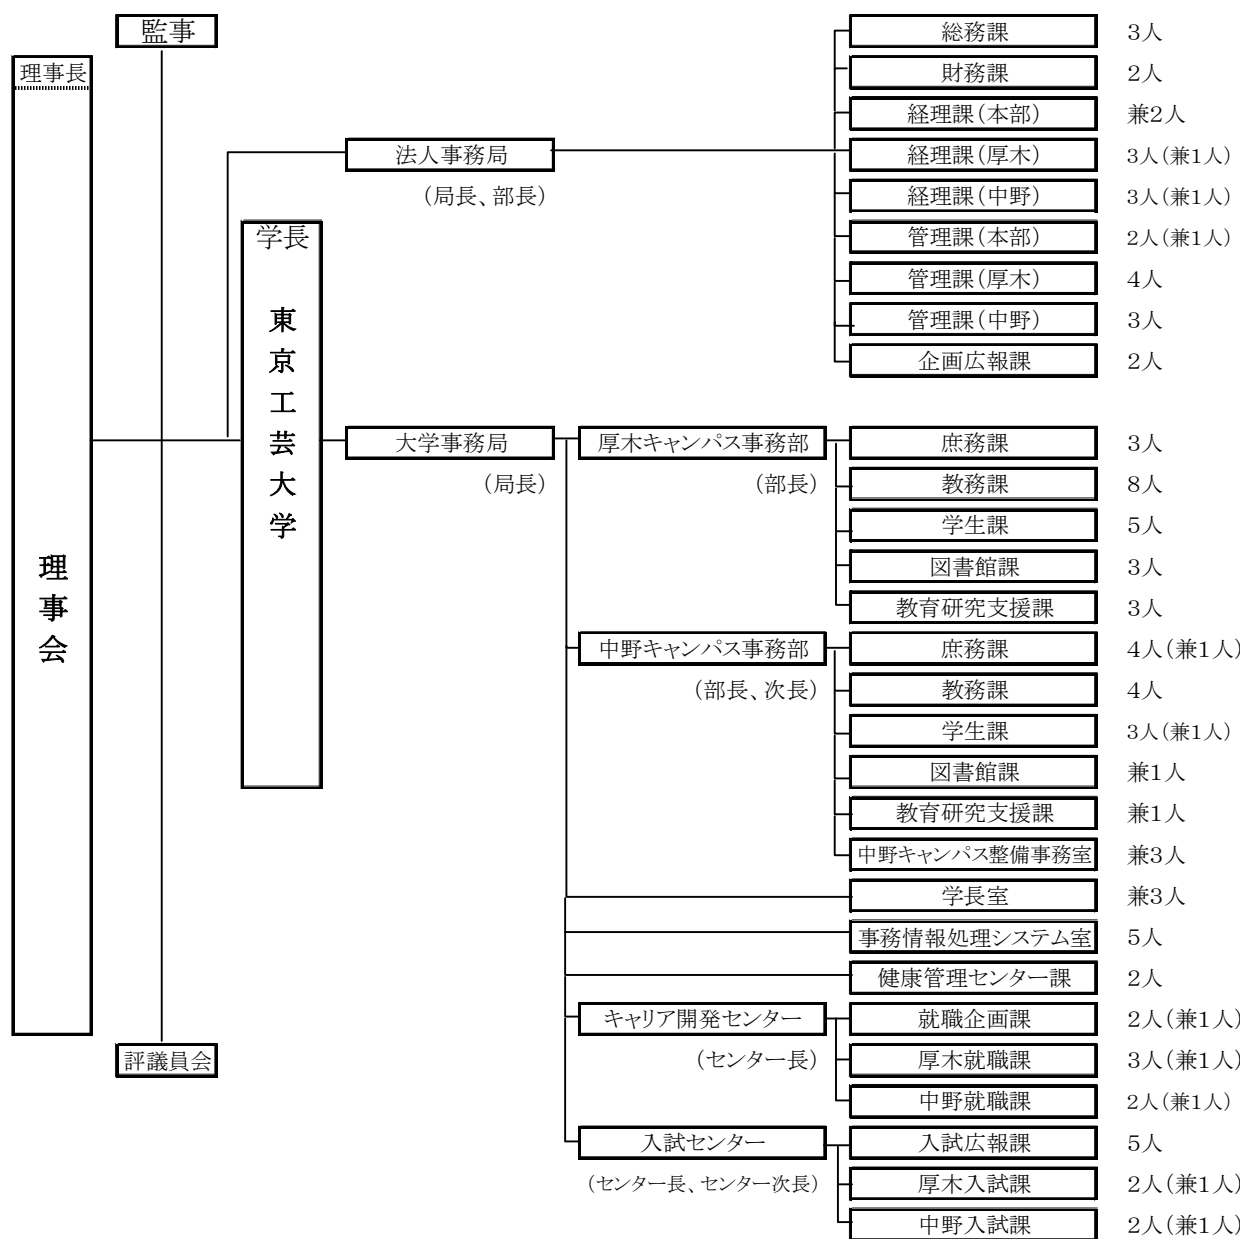 監事
理事長
理事会
評議員会
法人事務局
(局長、部長)
総務課 3人
財務課 2人
経理課(本部) 兼2人
経理課(厚木) 3人(兼1人)
経理課(中野) 3人(兼1人)
管理課(本部) 2人(兼1人)
管理課(厚木) 4人
管理課(中野) 3人
企画広報課 2人
学長
東京工芸大学
大学事務局
(局長)
厚木キャンパス事務部
(部長)
庶務課 3人
教務課 8人
学生課 5人
図書館課 3人
教育研究支援課 3人
中野キャンパス事務部
(部長、次長)
庶務課 4人(兼1人)
教務課 4人
学生課 3人(兼1人)
図書館課 兼1人
教育研究支援課 兼1人
中野キャンパス整備事務室 兼3人
学長室 兼3人
事務情報処理システム室 5人
健康管理センター課 2人
キャリア開発センター
(センター長)
就職企画課 2人(兼1人)
厚木就職課 3人(兼1人)
中野就職課 2人(兼1人)
入試センター
(センター長、センター次長)
入試広報課 5人
厚木入試課 2人(兼1人)
中野入試課 2人(兼1人)